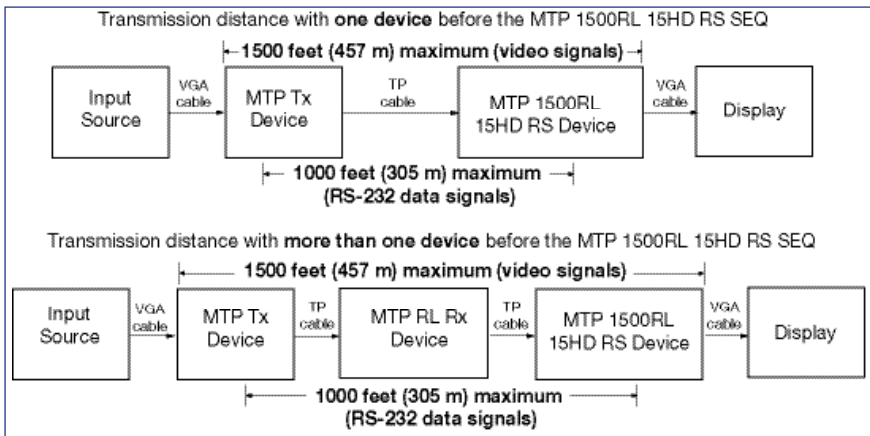 Transmission distance with one device before the MTP 1500RL 15HD RS SEQ
1500 feet (457 m) maximum (video signals)
Input
Source
VGA
cable
MTP Tx
Device
TP
cable
MTP 1500RL
15HD RS Device
VGA
cable
Display
1000 feet (305 m) maximum
(RS-232 data signals)
Transmission distance with more than one device before the MTP 1500RL 15HD RS SEQ
1500 feet (457 m) maximum (video signals)
Input
Source
VGA
cable
MTP Tx
Device
TP
cable
MTP RL Rx
Device
TP
cable
MTP 1500RL
15HD RS Device
VGA
cable
Display
1000 feet (305 m) maximum
(RS-232 data signals)